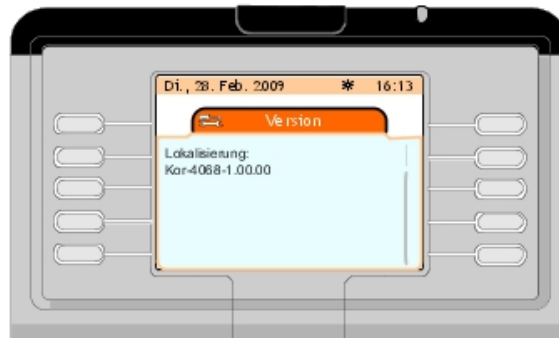 Di., 28. Feb. 2009 16:13
Version
Lokalisierung:
Kor-4068-1.00.00